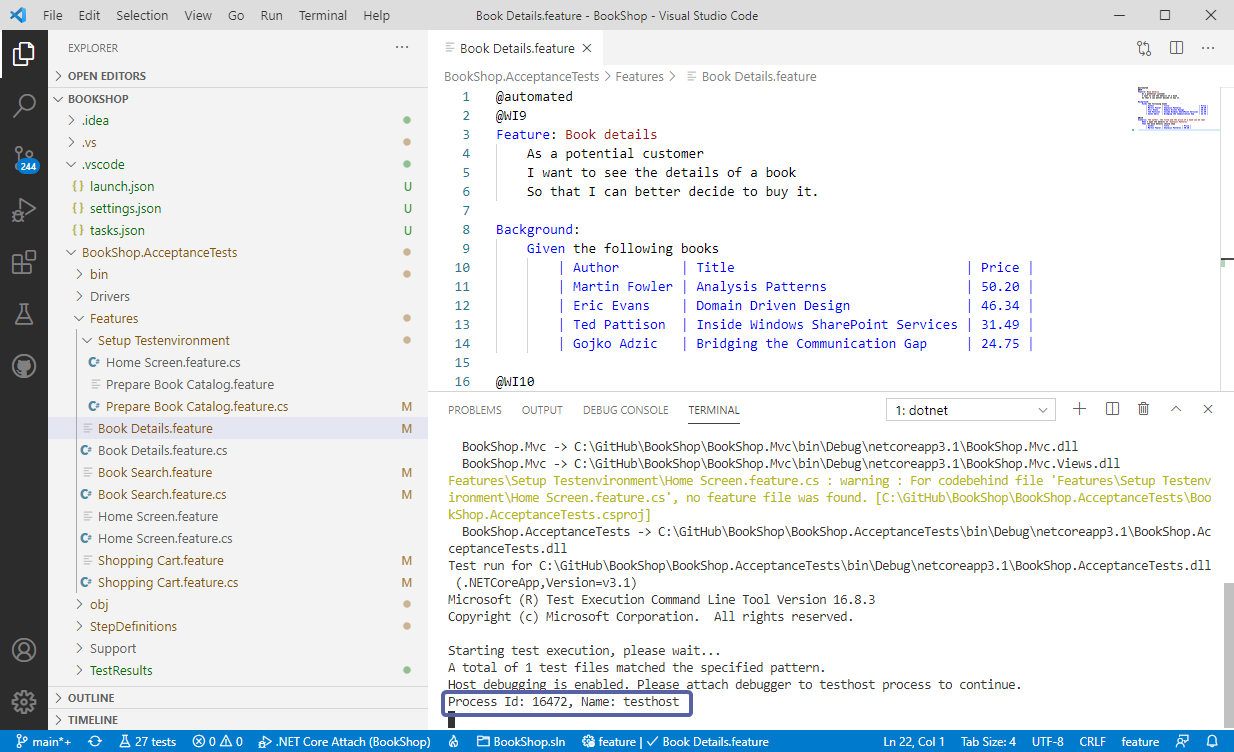 File Edit Selection View Go Run Terminal Help
Book Details.feature - BookShop - Visual Studio Code
EXPLORER
OPEN EDITORS
BOOKSHOP
.idea
.vs
.vscode
{} launch.json U
{} settings.json U
{} tasks.json U
BookShop.AcceptanceTests
bin
Drivers
Features
Setup Testenvironment
C# Home Screen.feature.cs
Prepare Book Catalog.feature
C# Prepare Book Catalog.feature.cs M
Book Details.feature M
C# Book Details.feature.cs
Book Search.feature M
C# Book Search.feature.cs M
Home Screen.feature
C# Home Screen.feature.cs
Shopping Cart.feature M
C# Shopping Cart.feature.cs M
obj
StepDefinitions
Support
TestResults
OUTLINE
TIMELINE
244
Book Details.feature
BookShop.AcceptanceTests > Features > Book Details.feature
1 @automated
2 @WI9
3 Feature: Book details
4 As a potential customer
5 I want to see the details of a book
6 So that I can better decide to buy it.
7
8 Background:
9 Given the following books
10 | Author | Title | Price |
11 | Martin Fowler | Analysis Patterns | 50.20 |
12 | Eric Evans | Domain Driven Design | 46.34 |
13 | Ted Pattison | Inside Windows SharePoint Services | 31.49 |
14 | Gojko Adzic | Bridging the Communication Gap | 24.75 |
15
16 @WI10
PROBLEMS OUTPUT DEBUG CONSOLE TERMINAL 1: dotnet
BookShop.Mvc -> C:\GitHub\BookShop\BookShop.Mvc\bin\Debug\netcoreapp3.1\BookShop.Mvc.dll
BookShop.Mvc -> C:\GitHub\BookShop\BookShop.Mvc\bin\Debug\netcoreapp3.1\BookShop.Mvc.Views.dll
Features\Setup Testenvironment\Home Screen.feature.cs : warning : For codebehind file 'Features\Setup Testenv
ironment\Home Screen.feature.cs', no feature file was found. [C:\GitHub\BookShop\BookShop.AcceptanceTests\Boo
kShop.AcceptanceTests.csproj]
BookShop.AcceptanceTests -> C:\GitHub\BookShop\BookShop.AcceptanceTests\bin\Debug\netcoreapp3.1\BookShop.Ac
ceptanceTests.dll
Test run for C:\GitHub\BookShop\BookShop.AcceptanceTests\bin\Debug\netcoreapp3.1\BookShop.AcceptanceTests.dll
(.NETCoreApp,Version=v3.1)
Microsoft (R) Test Execution Command Line Tool Version 16.8.3
Copyright (c) Microsoft Corporation. All rights reserved.
Starting test execution, please wait...
A total of 1 test files matched the specified pattern.
Host debugging is enabled. Please attach debugger to testhost process to continue.
Process Id: 16472, Name: testhost
main*+ 27 tests 0 0 .NET Core Attach (BookShop) BookShop.sln feature | Book Details.feature Ln 22, Col 1 Tab Size: 4 UTF-8 CRLF feature